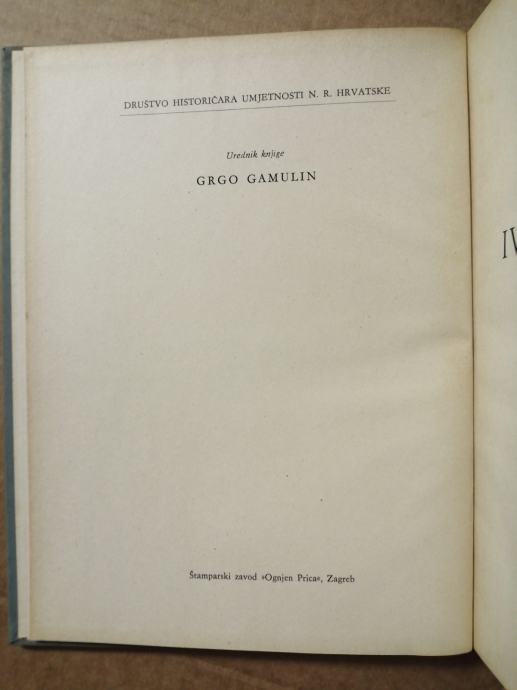 DRUŠTVO HISTORIČARA UMJETNOSTI N. R. HRVATSKE
Urednik knjige
GRGO GAMULIN
Štamparski zavod »Ognjen Prica«, Zagreb